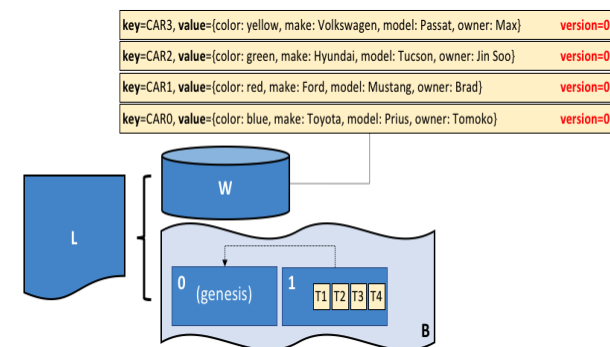 key=CAR3, value={color: yellow, make: Volkswagen, model: Passat, owner: Max} version=0
key=CAR2, value={color: green, make: Hyundai, model: Tucson, owner: Jin Soo} version=0
key=CAR1, value={color: red, make: Ford, model: Mustang, owner: Brad} version=0
key=CAR0, value={color: blue, make: Toyota, model: Prius, owner: Tomoko} version=0
W
L
0 (genesis)
1 T1 T2 T3 T4
B